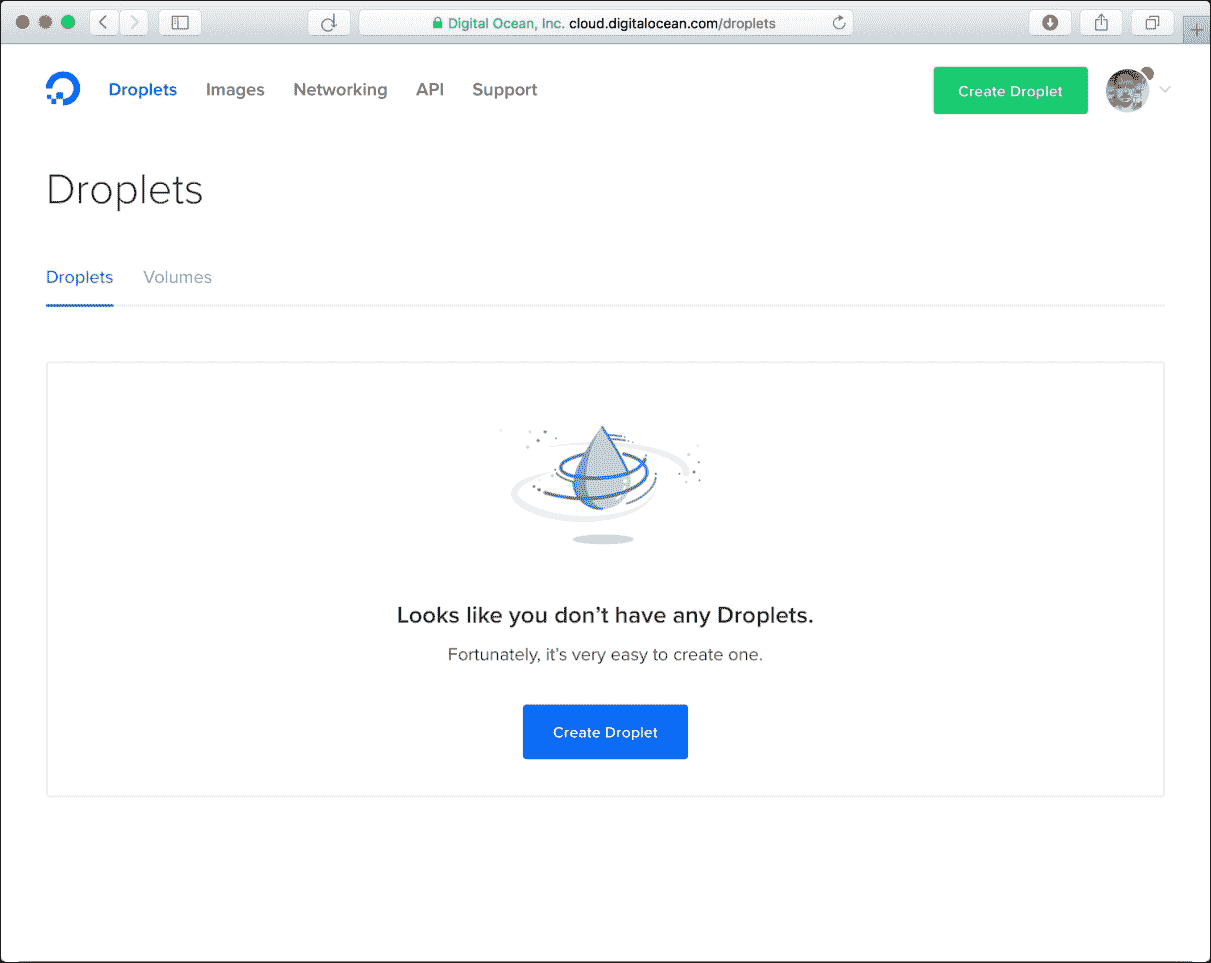 Digital Ocean, Inc. cloud.digitalocean.com/droplets
Droplets Images Networking API Support Create Droplet
Droplets
Droplets Volumes
Looks like you don’t have any Droplets.
Fortunately, it’s very easy to create one.
Create Droplet